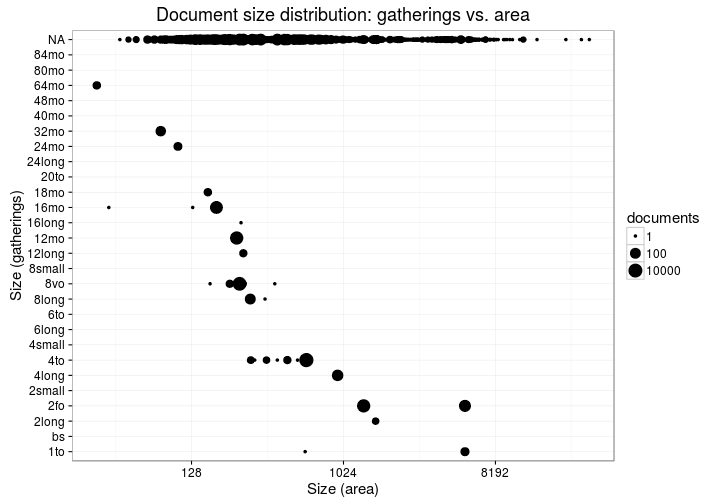 Document size distribution: gatherings vs. area
NA
84mo
80mo
64mo
48mo
40mo
32mo
24mo
24long
20to
18mo
16mo
16long
12mo
12long
8small
8vo
8long
6to
6long
4small
4to
4long
2small
2fo
2long
bs
1to
Size (gatherings)
128
1024
8192
Size (area)
documents
1
100
10000